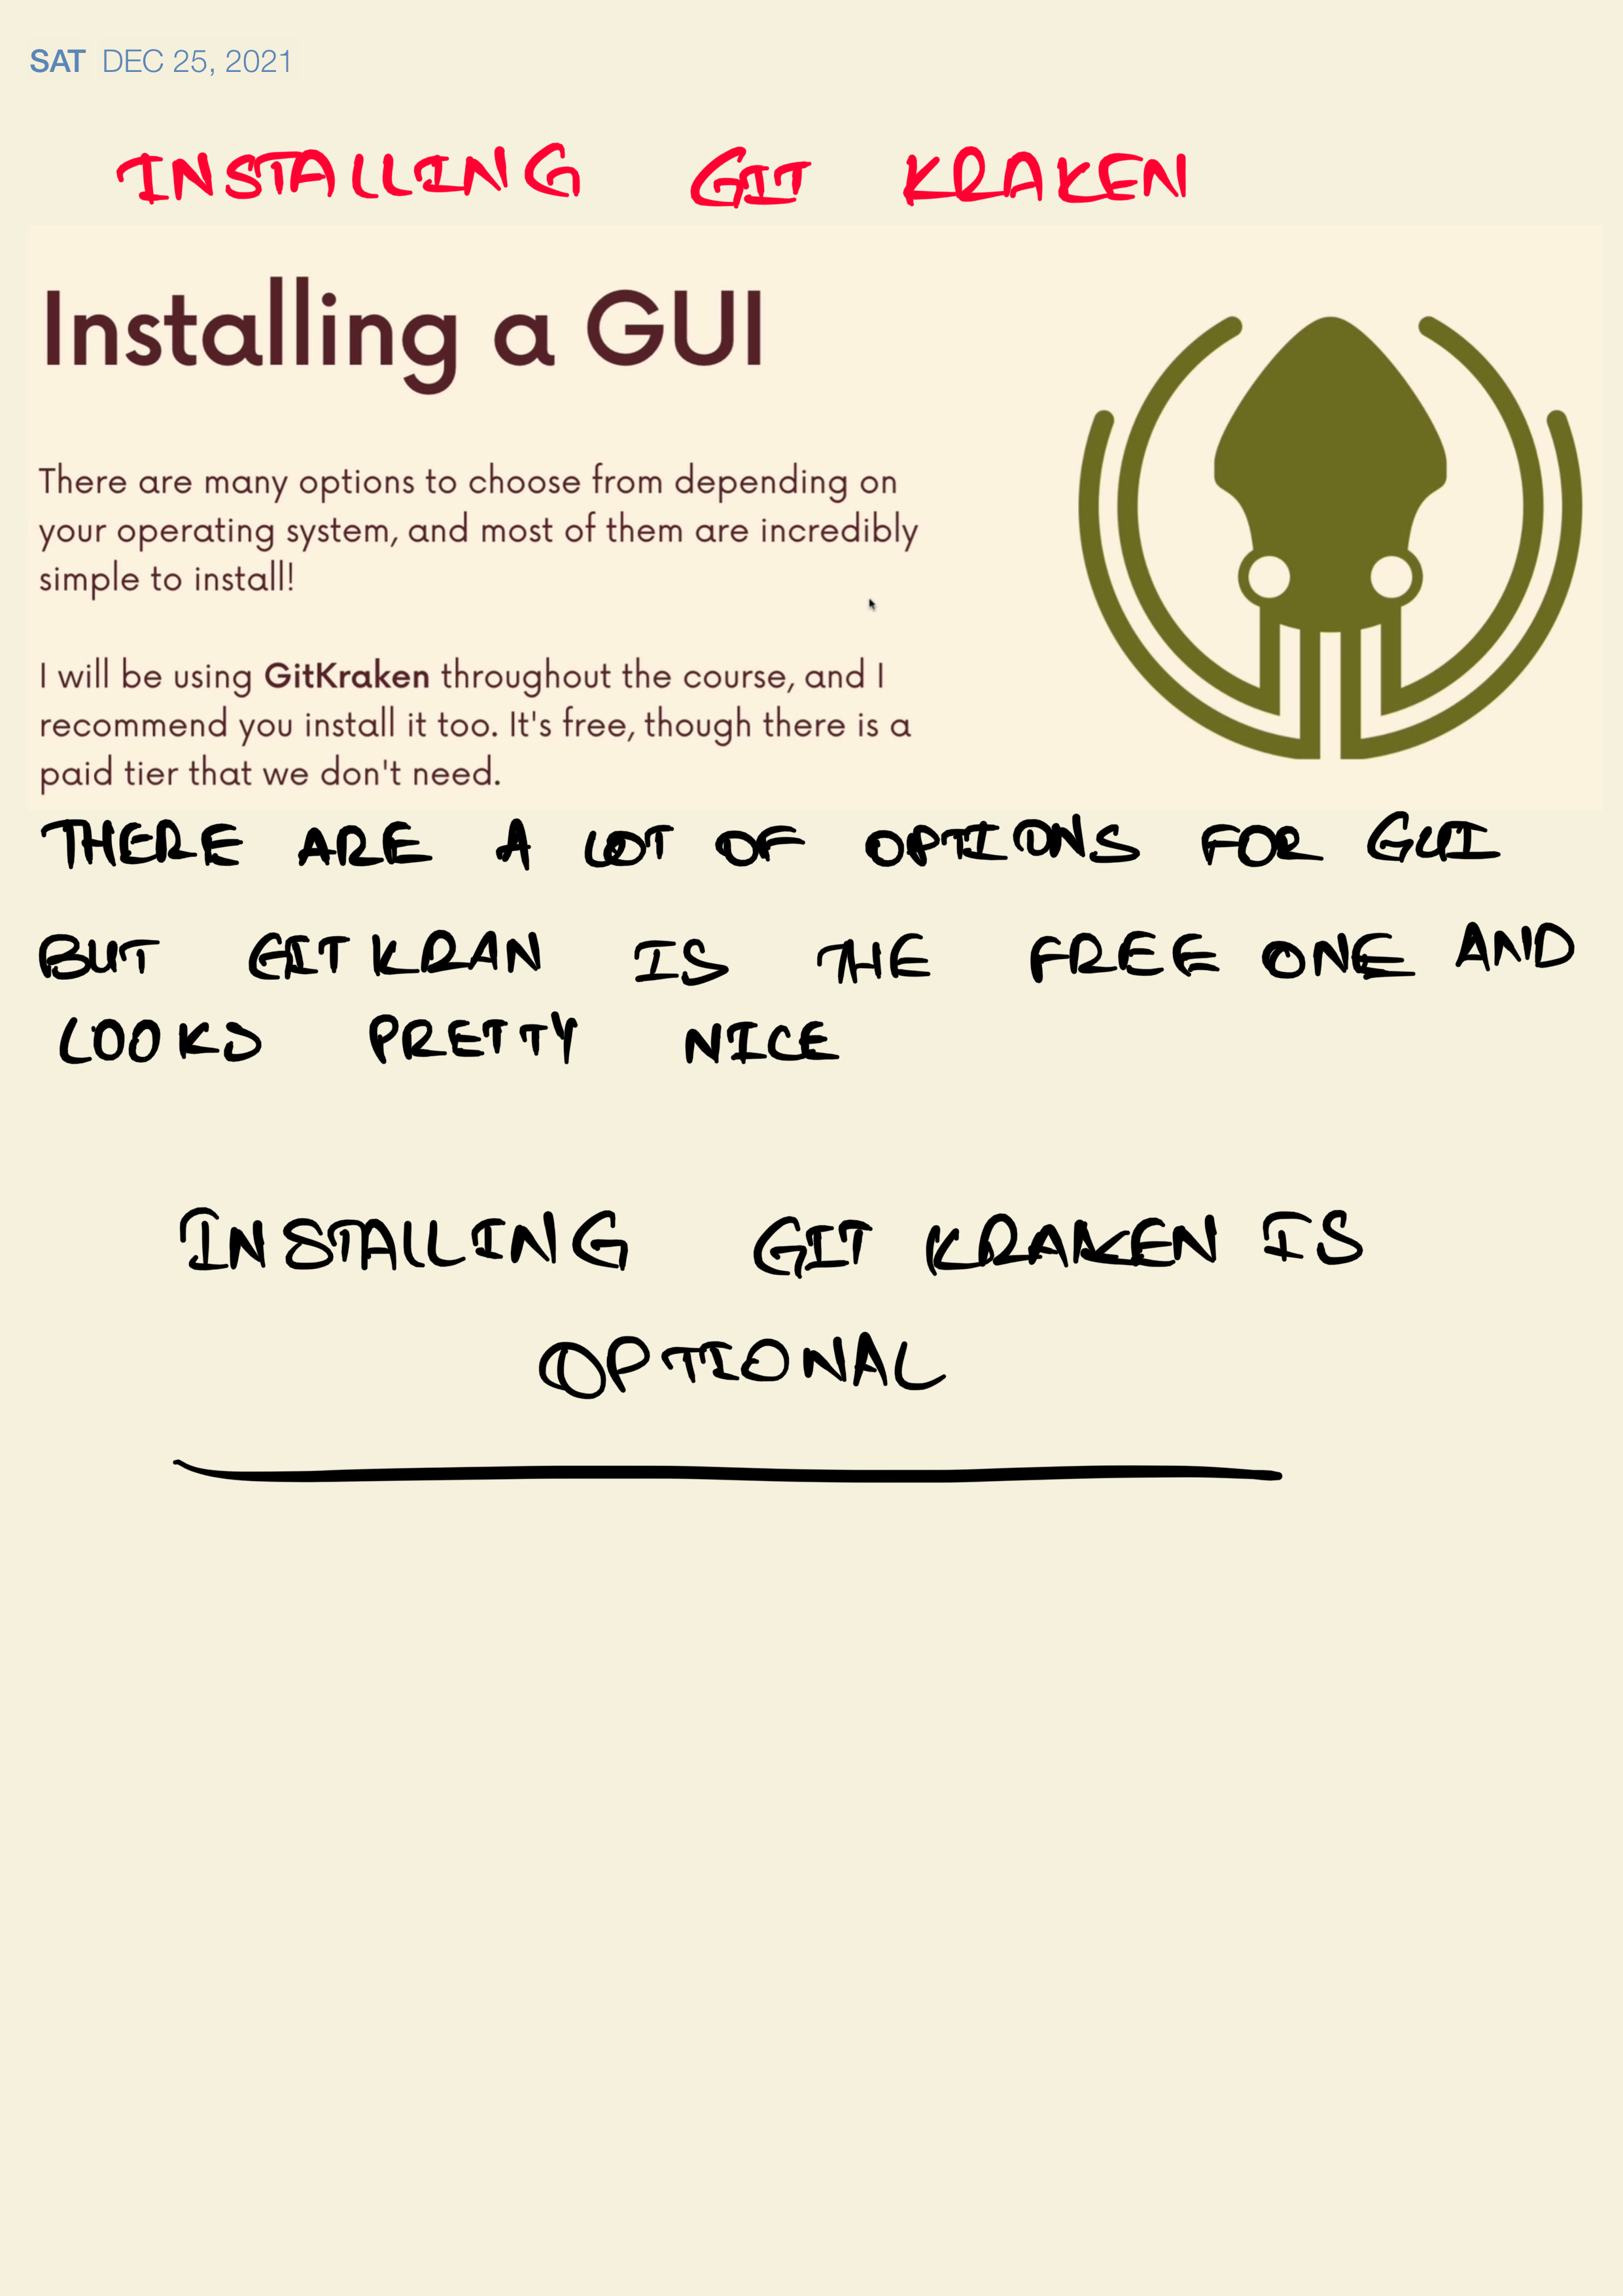 SAT DEC 25, 2021
INSTALLING GIT KRAKEN
Installing a GUI
There are many options to choose from depending on
your operating system, and most of them are incredibly
simple to install!
I will be using GitKraken throughout the course, and I
recommend you install it too. It's free, though there is a
paid tier that we don't need.
THERE ARE A LOT OF OPTIONS FOR GUI
BUT GITKRAN IS THE FREE ONE AND
LOOKS PRETTY NICE
INSTALLING GIT KRAKEN IS
OPTIONAL